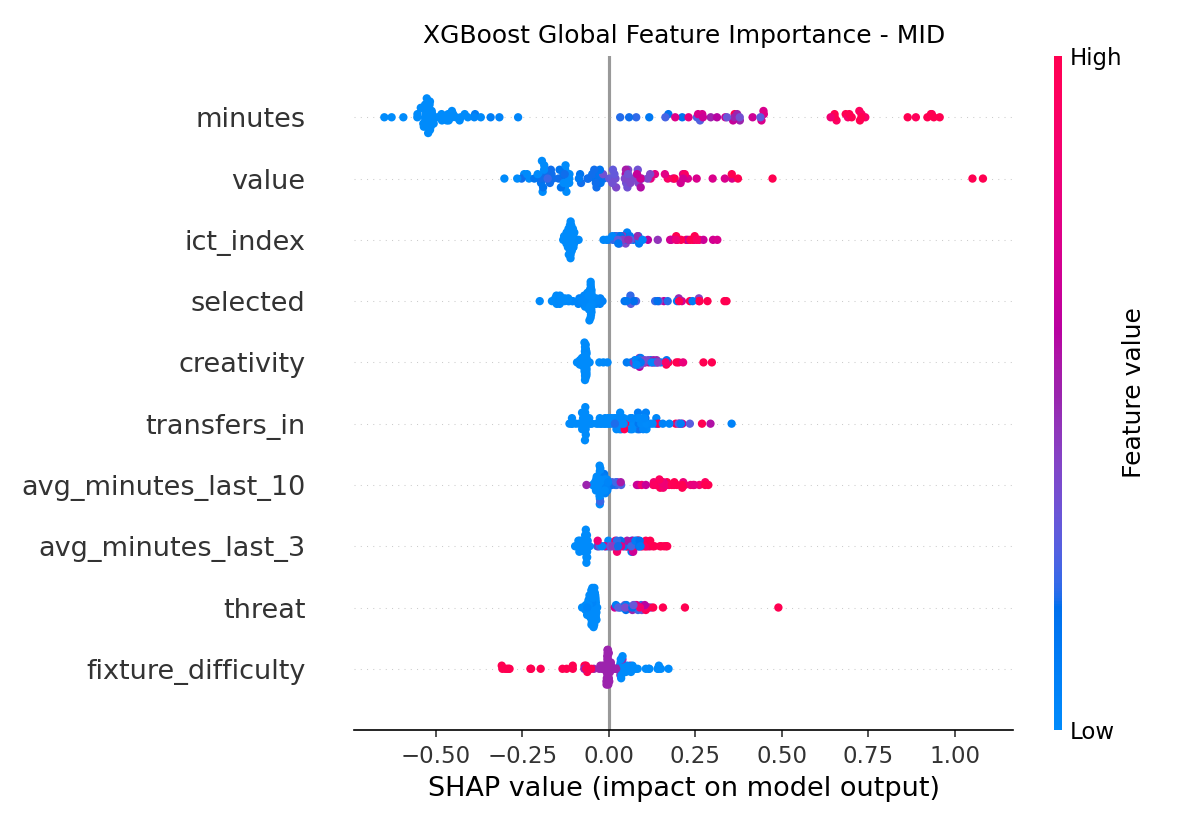 XGBoost Global Feature Importance - MID
High
minutes
value
ict_index
selected
creativity
transfers_in
avg_minutes_last_10
avg_minutes_last_3
threat
fixture_difficulty
Feature value
Low
−0.50 −0.25 0.00 0.25 0.50 0.75 1.00
SHAP value (impact on model output)